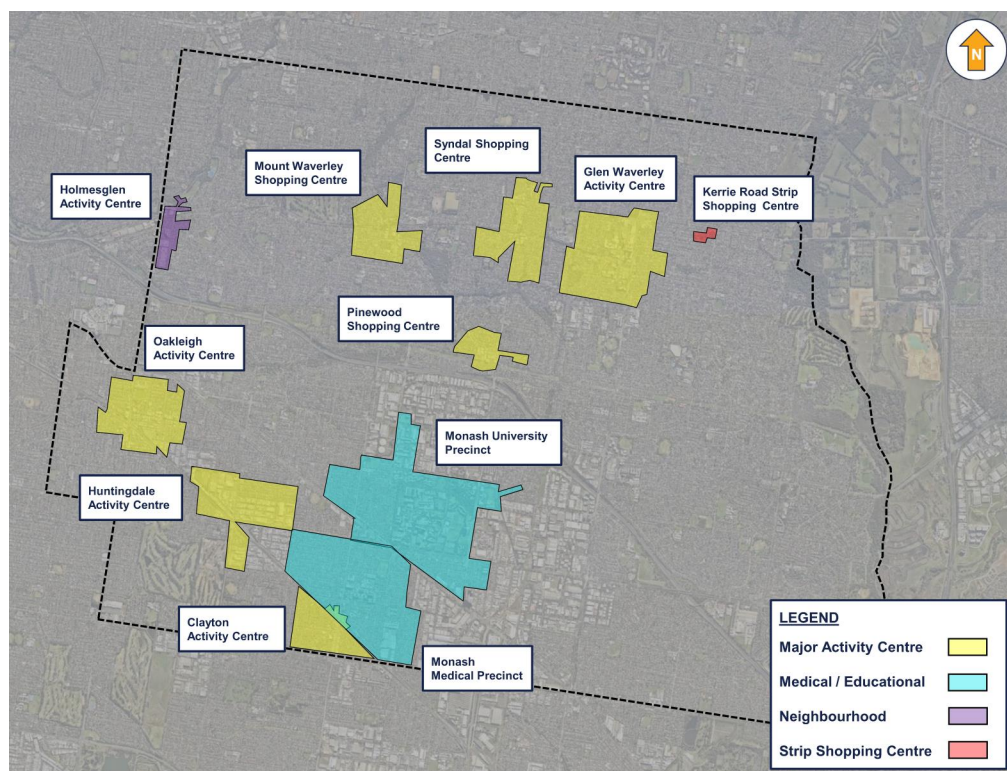 N
Syndal Shopping
Centre
Mount Waverley
Shopping Centre
Glen Waverley
Activity Centre
Holmesglen
Activity Centre
Kerrie Road Strip
Shopping Centre
Pinewood
Shopping Centre
Oakleigh
Activity Centre
Monash University
Precinct
Huntingdale
Activity Centre
Clayton
Activity Centre
Monash
Medical Precinct
LEGEND
Major Activity Centre
Medical / Educational
Neighbourhood
Strip Shopping Centre